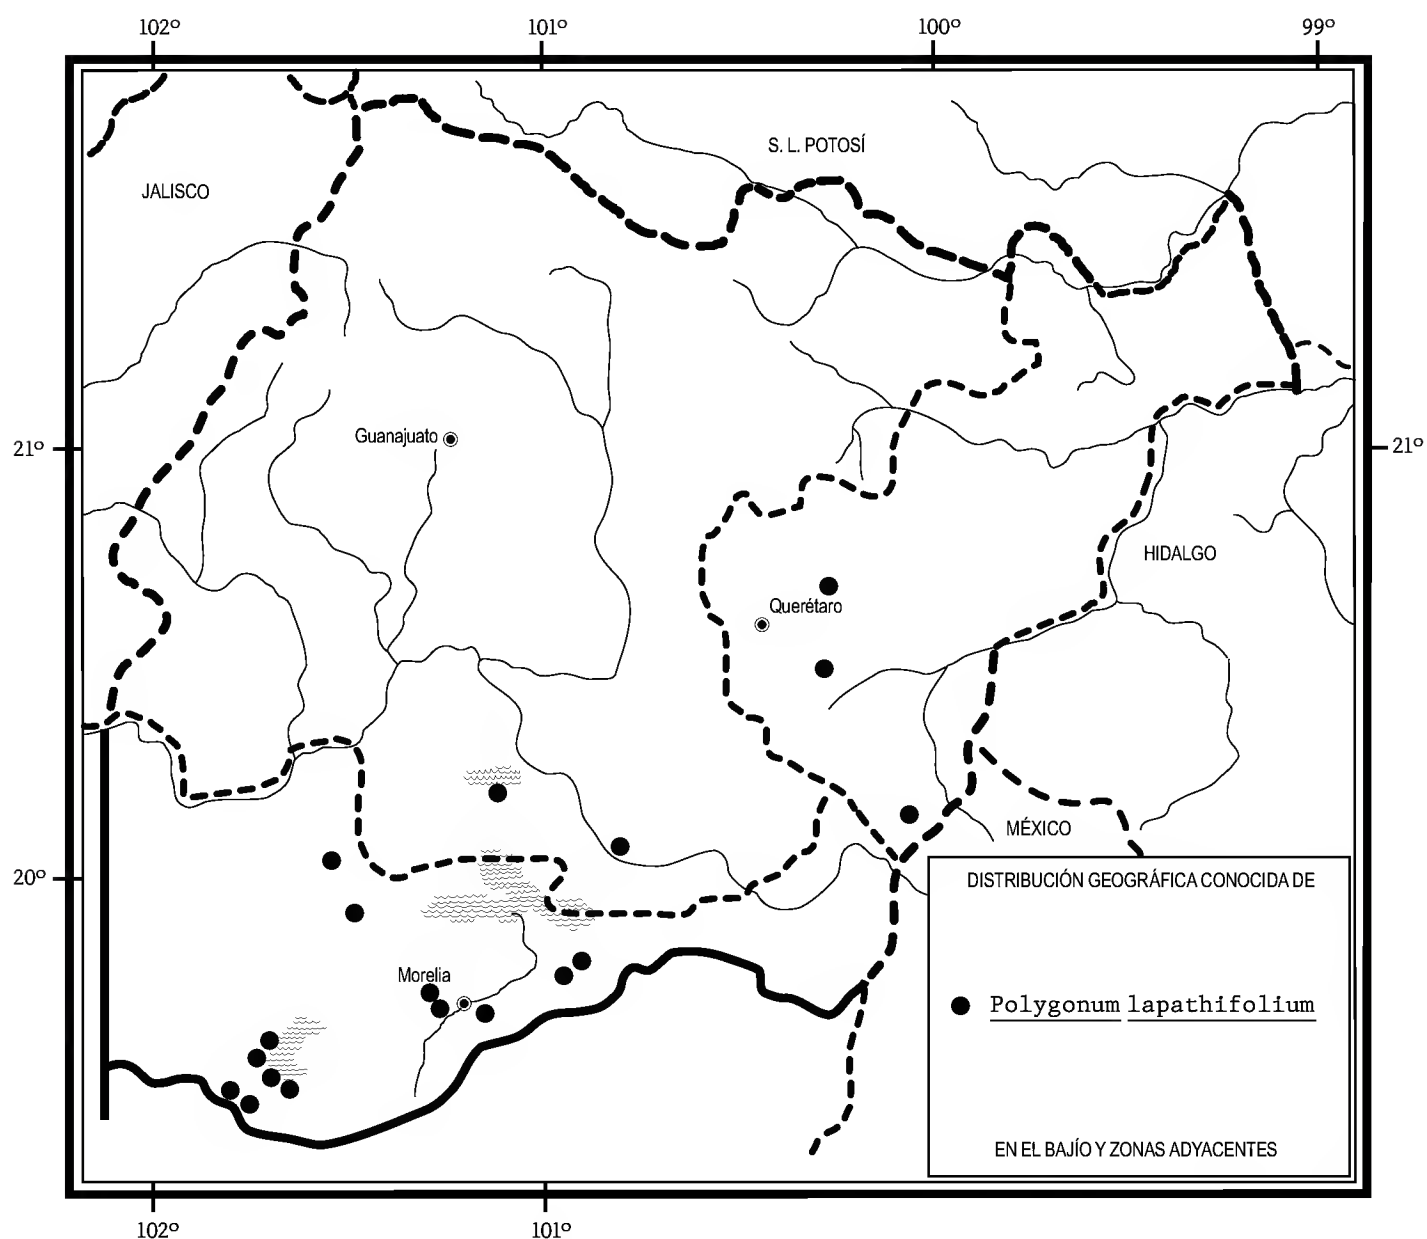 102º 101º 100º 99º
S. L. POTOSÍ
JALISCO
Guanajuato
21º 21º
HIDALGO
Querétaro
MÉXICO
20º
DISTRIBUCIÓN GEOGRÁFICA CONOCIDA DE
Morelia
Polygonum lapathifolium
EN EL BAJÍO Y ZONAS ADYACENTES
102º 101º